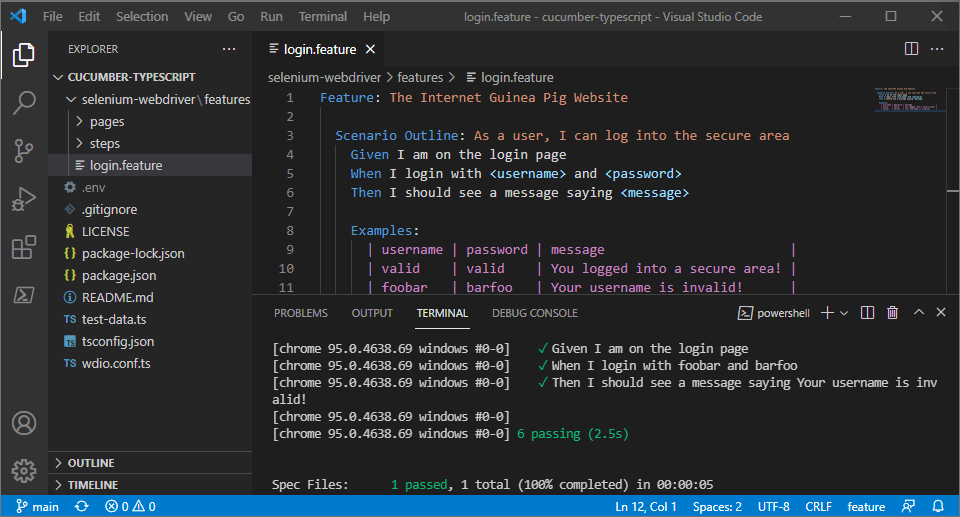 File Edit Selection View Go Run Terminal Help login.feature - cucumber-typescript - Visual Studio Code
EXPLORER ···
CUCUMBER-TYPESCRIPT
selenium-webdriver\features
pages
steps
login.feature
.env
.gitignore
LICENSE
package-lock.json
package.json
README.md
TS test-data.ts
tsconfig.json
TS wdio.conf.ts
OUTLINE
TIMELINE
login.feature
selenium-webdriver > features > login.feature
1 Feature: The Internet Guinea Pig Website
2
3 Scenario Outline: As a user, I can log into the secure area
4 Given I am on the login page
5 When I login with <username> and <password>
6 Then I should see a message saying <message>
7
8 Examples:
9 | username | password | message |
10 | valid | valid | You logged into a secure area! |
11 | foobar | barfoo | Your username is invalid! |
PROBLEMS OUTPUT TERMINAL DEBUG CONSOLE powershell
[chrome 95.0.4638.69 windows #0-0] ✓ Given I am on the login page
[chrome 95.0.4638.69 windows #0-0] ✓ When I login with foobar and barfoo
[chrome 95.0.4638.69 windows #0-0] ✓ Then I should see a message saying Your username is inv
alid!
[chrome 95.0.4638.69 windows #0-0]
[chrome 95.0.4638.69 windows #0-0] 6 passing (2.5s)
Spec Files: 1 passed, 1 total (100% completed) in 00:00:05
main 0 0 Ln 12, Col 1 Spaces: 2 UTF-8 CRLF feature